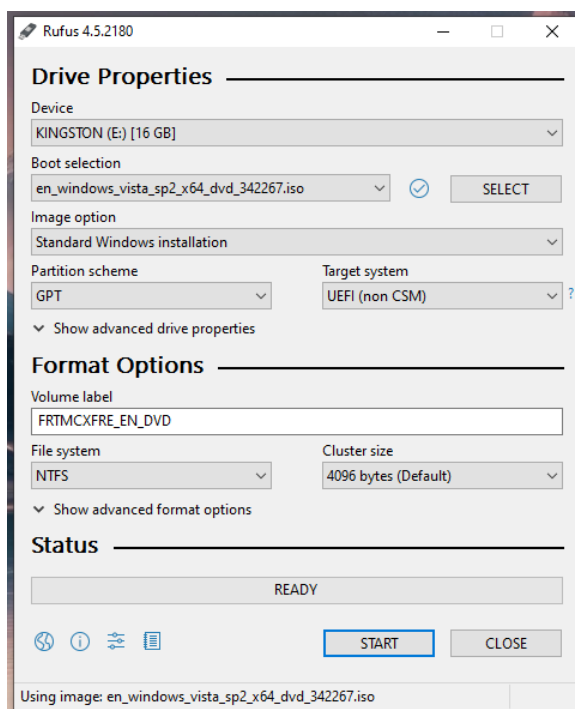 Rufus 4.5.2180
Drive Properties
Device
KINGSTON (E:) [16 GB]
Boot selection
en_windows_vista_sp2_x64_dvd_342267.iso
SELECT
Image option
Standard Windows installation
Partition scheme
Target system
GPT
UEFI (non CSM)
?
Show advanced drive properties
Format Options
Volume label
FRTMCXFRE_EN_DVD
File system
Cluster size
NTFS
4096 bytes (Default)
Show advanced format options
Status
READY
START
CLOSE
Using image: en_windows_vista_sp2_x64_dvd_342267.iso